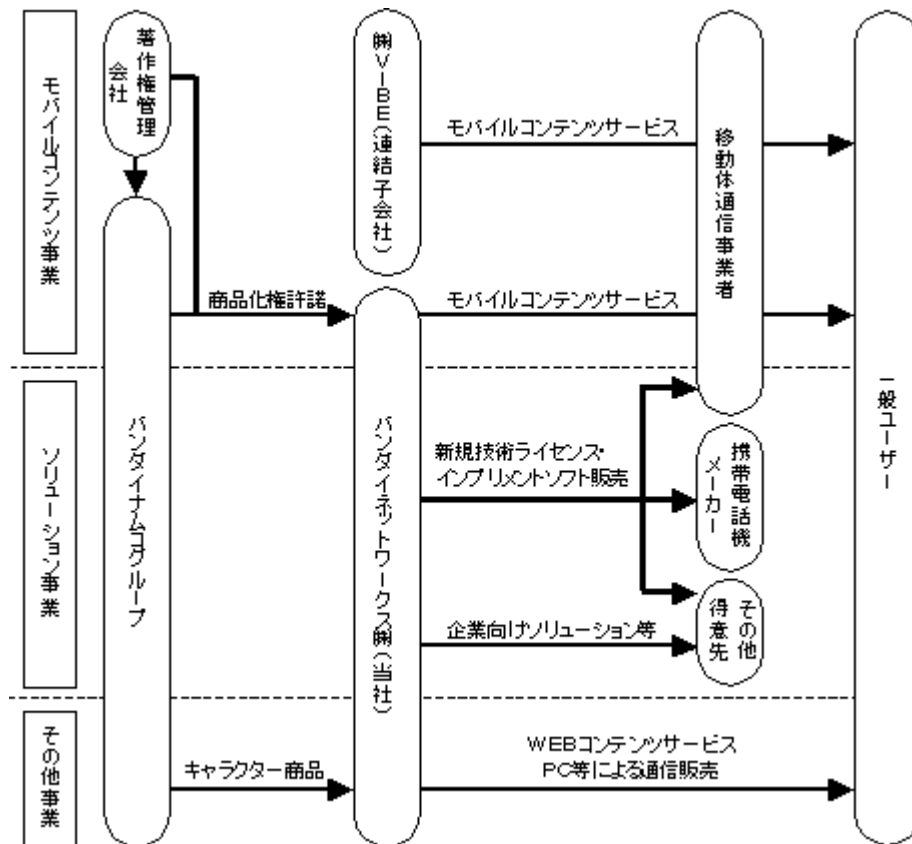 モバイルコンテンツ事業
著作権管理
会社
㈱VIBE(連結子会社)
モバイルコンテンツサービス
移動体通信事業者
商品化権許諾
モバイルコンテンツサービス
一般ユーザー
ソリューション事業
バンダイナムコグループ
バンダイネットワークス㈱(当社)
新規技術ライセンス・
インプリメントソフト販売
携帯電話機
メーカー
企業向けソリューション等
その他
得意先
その他事業
キャラクター商品
WEBコンテンツサービス
PC等による通信販売